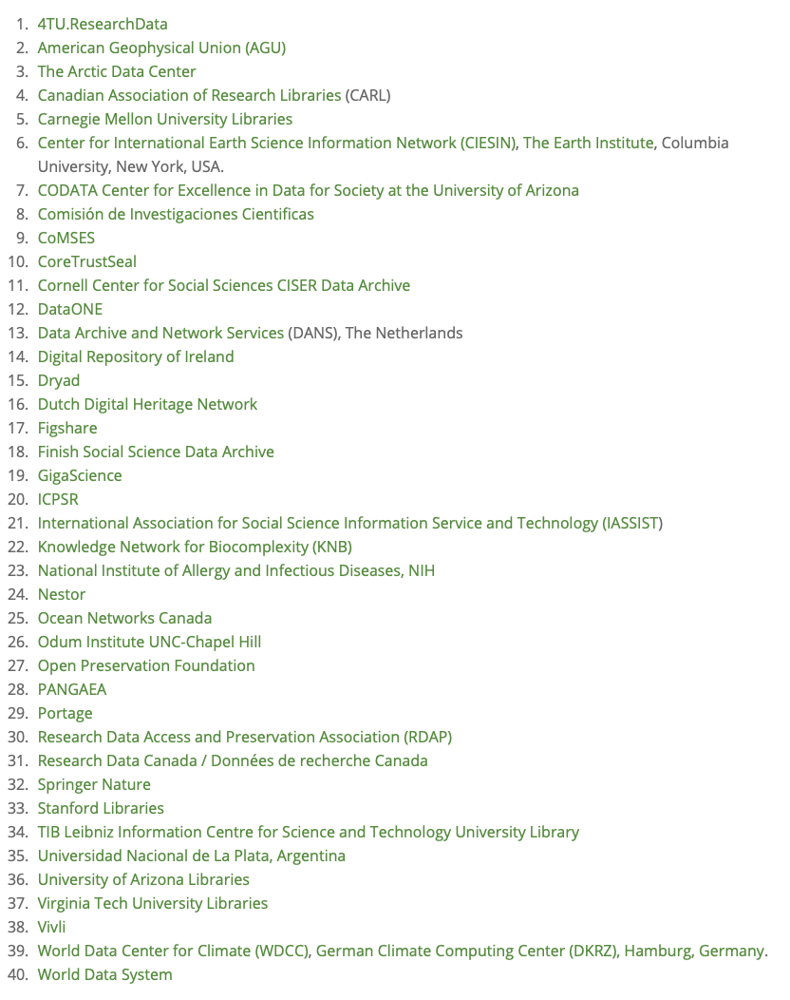 1. 4TU.ResearchData
2. American Geophysical Union (AGU)
3. The Arctic Data Center
4. Canadian Association of Research Libraries (CARL)
5. Carnegie Mellon University Libraries
6. Center for International Earth Science Information Network (CIESIN), The Earth Institute, Columbia
University, New York, USA.
7. CODATA Center for Excellence in Data for Society at the University of Arizona
8. Comisión de Investigaciones Cientificas
9. CoMSES
10. CoreTrustSeal
11. Cornell Center for Social Sciences CISER Data Archive
12. DataONE
13. Data Archive and Network Services (DANS), The Netherlands
14. Digital Repository of Ireland
15. Dryad
16. Dutch Digital Heritage Network
17. Figshare
18. Finish Social Science Data Archive
19. GigaScience
20. ICPSR
21. International Association for Social Science Information Service and Technology (IASSIST)
22. Knowledge Network for Biocomplexity (KNB)
23. National Institute of Allergy and Infectious Diseases, NIH
24. Nestor
25. Ocean Networks Canada
26. Odum Institute UNC-Chapel Hill
27. Open Preservation Foundation
28. PANGAEA
29. Portage
30. Research Data Access and Preservation Association (RDAP)
31. Research Data Canada / Données de recherche Canada
32. Springer Nature
33. Stanford Libraries
34. TIB Leibniz Information Centre for Science and Technology University Library
35. Universidad Nacional de La Plata, Argentina
36. University of Arizona Libraries
37. Virginia Tech University Libraries
38. Vivli
39. World Data Center for Climate (WDCC), German Climate Computing Center (DKRZ), Hamburg, Germany.
40. World Data System